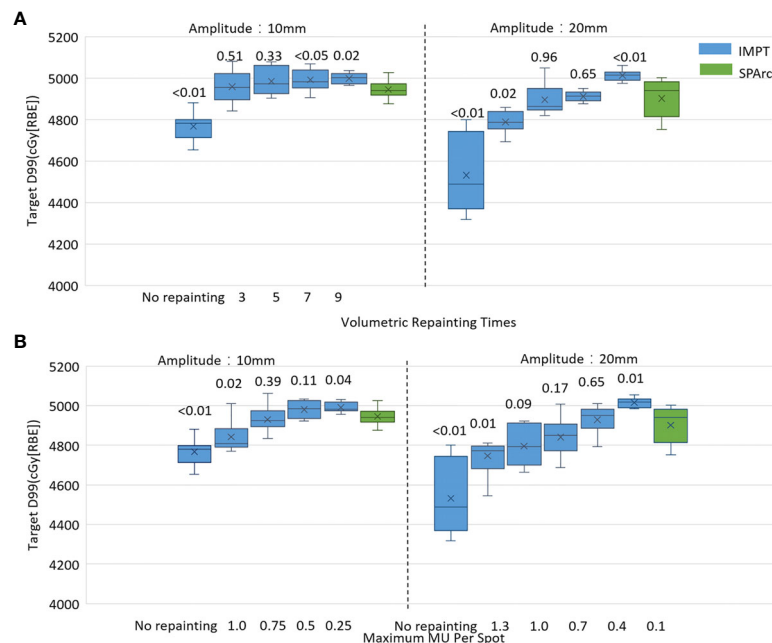 A
Amplitude : 10mm
Amplitude : 20mm
IMPT
SPArc
Target D99(cGy[RBE])
5200
5000
4800
4600
4400
4200
4000
<0.01 0.51 0.33 <0.05 0.02
<0.01 0.02 0.96 0.65 <0.01
No repainting 3 5 7 9
Volumetric Repainting Times
B
Amplitude : 10mm
Amplitude : 20mm
Target D99(cGy[RBE])
5200
5000
4800
4600
4400
4200
4000
<0.01 0.02 0.39 0.11 0.04
<0.01 0.01 0.09 0.17 0.65 0.01
No repainting 1.0 0.75 0.5 0.25
No repainting 1.3 1.0 0.7 0.4 0.1
Maximum MU Per Spot